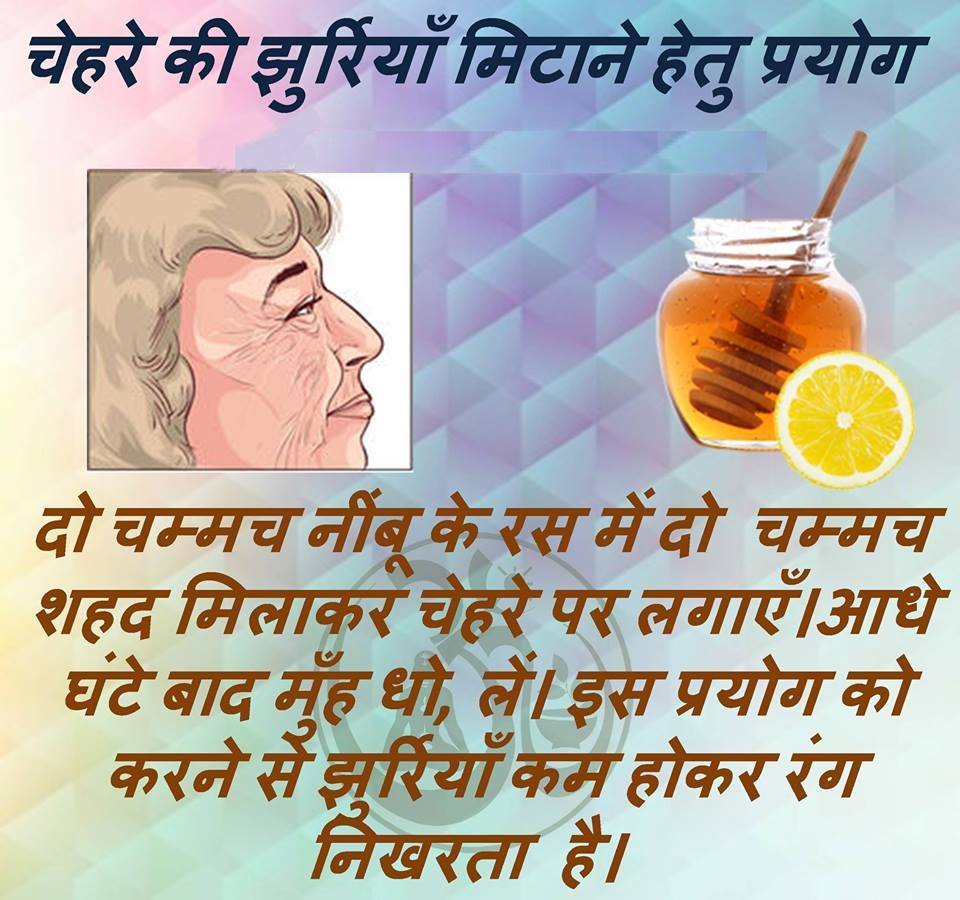 चेहरे की झुर्रियाँ मिटाने हेतु प्रयोग
दो चम्मच नींबू के रस में दो चम्मच
शहद मिलाकर चेहरे पर लगाएँ।आधे
घंटे बाद मुँह धो, लें। इस प्रयोग को
करने से झुर्रियाँ कम होकर रंग
निखरता है।